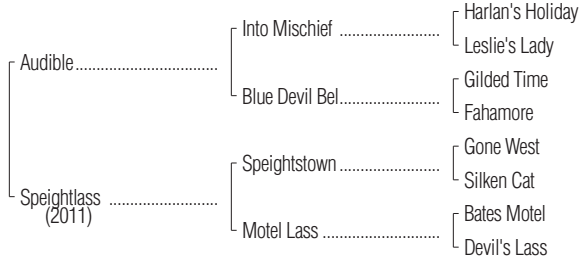 Harlan's Holiday
Into Mischief ........................
Leslie's Lady
Audible.................................
Gilded Time
Blue Devil Bel.......................
Fahamore
Gone West
Speightstown .......................
Silken Cat
Speightlass .........................
(2011)
Bates Motel
Motel Lass ...........................
Devil's Lass